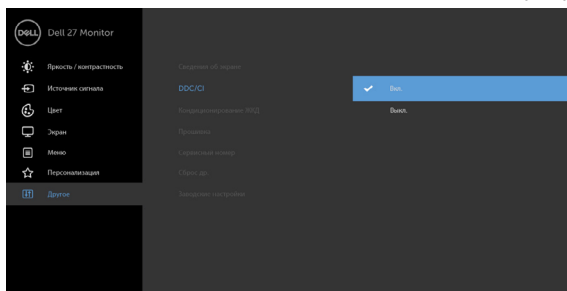 DELL
Dell 27 Monitor
Яркость / контрастность
Источник сигнала
Цвет
Экран
Меню
Персонализация
Другое
Сведения об экране
DDC/CI
Кондиционирование ЖКД
Прошивка
Сервисный номер
Сброс др.
Заводские настройки
Вкл.
Выкл.